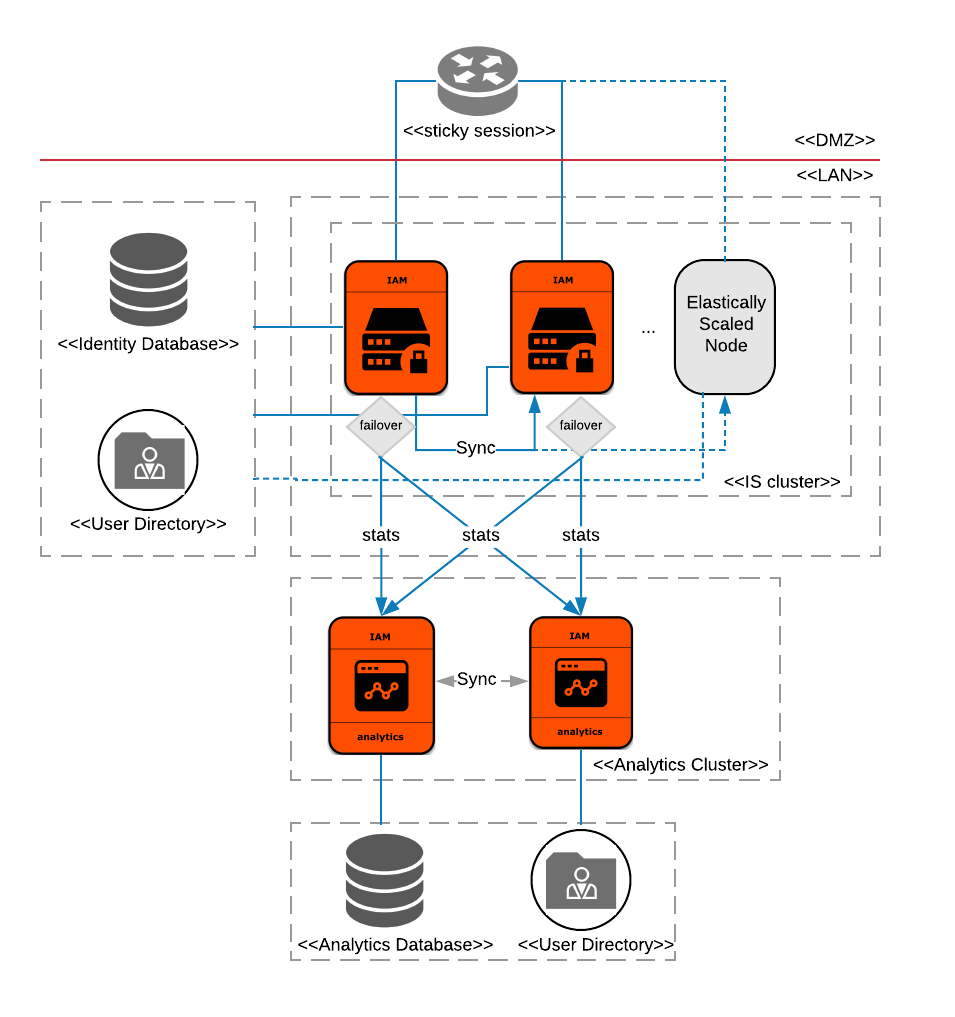 <<sticky session>>
<<DMZ>>
<<LAN>>
IAM
IAM
Elastically
Scaled
Node
...
<<Identity Database>>
failover
failover
Sync
<<IS cluster>>
<<User Directory>>
stats
stats
stats
IAM
IAM
Sync
analytics
analytics
<<Analytics Cluster>>
<<Analytics Database>>
<<User Directory>>